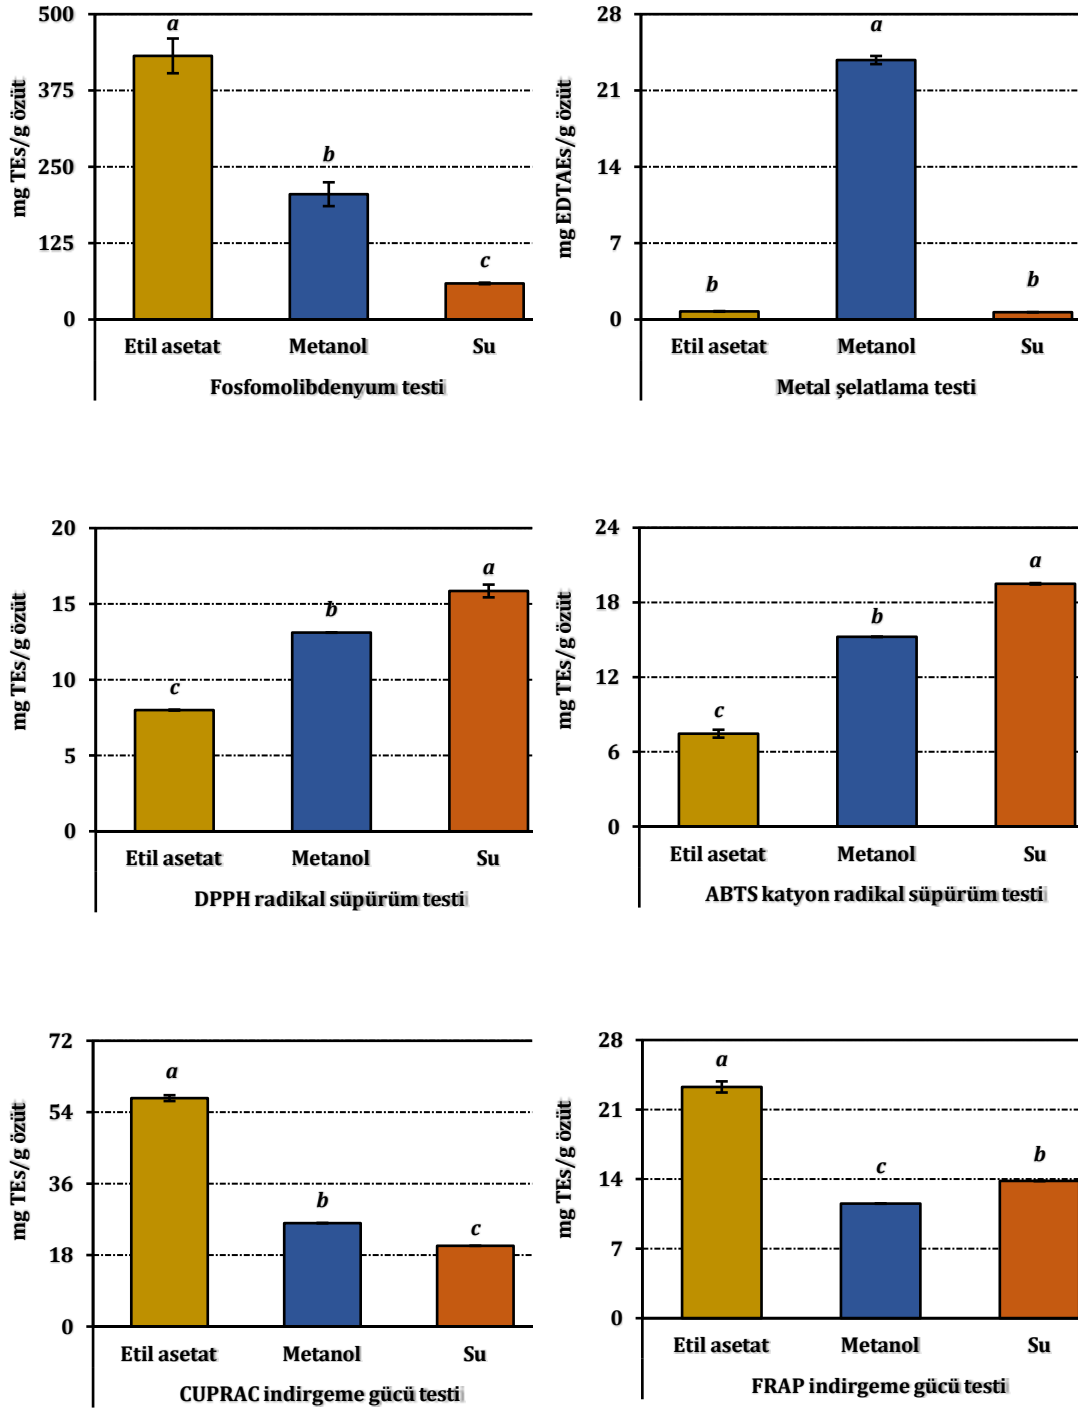 500
375
250
125
0
mg TEs/g özüt
a
b
c
Etil asetat Metanol Su
Fosfomolibdenyum testi
28
21
14
7
0
mg EDTAEs/g özüt
b
a
b
Etil asetat Metanol Su
Metal şelatlama testi
20
15
10
5
0
mg TEs/g özüt
c
b
a
Etil asetat Metanol Su
DPPH radikal süpürüm testi
24
18
12
6
0
mg TEs/g özüt
c
b
a
Etil asetat Metanol Su
ABTS katyon radikal süpürüm testi
72
54
36
18
0
mg TEs/g özüt
a
b
c
Etil asetat Metanol Su
CUPRAC indirgeme gücü testi
28
21
14
7
0
mg TEs/g özüt
a
c
b
Etil asetat Metanol Su
FRAP indirgeme gücü testi